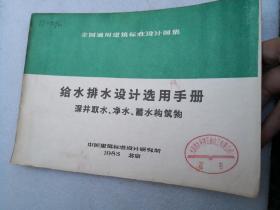 全国通用建筑标准设计图集
给水排水设计选用手册
深井取水、净水、蓄水构筑物
中国建筑标准设计研究所
1983 北京